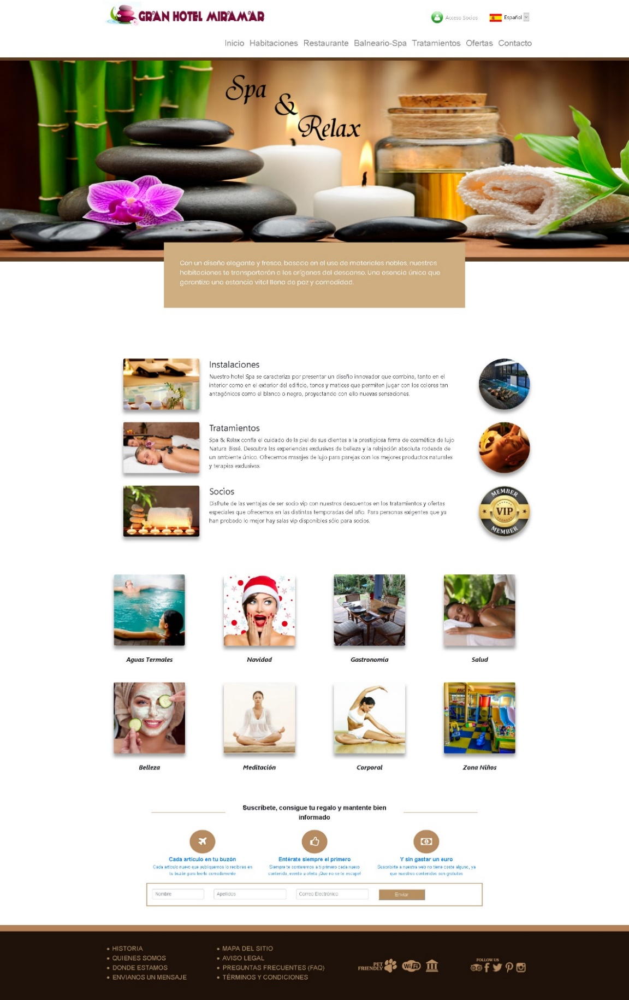 GRAN HOTEL MIRAMAR
Acceso Socios
Español
Inicio Habitaciones Restaurante Balneario-Spa Tratamientos Ofertas Contacto
Spa
&
Relax
Con un diseño elegante y fresco, basado en el uso de materiales nobles, nuestras
habitaciones te transportarán a los orígenes del descanso. Una esencia única que
garantiza una estancia vital llena de paz y comodidad.
Instalaciones
Nuestro hotel Spa se caracteriza por presentar un diseño innovador que combina, tanto en el
interior como en el exterior del edificio, tonos y matices que permiten jugar con los colores tan
antagónicos como el blanco o negro, proyectando con ello nuevas sensaciones.
Tratamientos
Spa & Relax confía el cuidado de la piel de sus clientes a la prestigiosa firma de cosmética de lujo
Natura Bissé. Descubra las experiencias exclusivas de belleza y la relajación absoluta rodeada de
un ambiente único. Ofrecemos masajes de lujo para parejas con los mejores productos naturales
y terapias exclusivas.
Socios
Disfrute de las ventajas de ser socio vip con nuestros descuentos en los tratamientos y ofertas
especiales que ofrecemos en las distintas temporadas del año. Para personas exigentes que ya
han probado lo mejor hay salas vip disponibles sólo para socios.
MEMBER
VIP
MEMBER
Aguas Termales
Navidad
Gastronomía
Salud
Belleza
Meditación
Corporal
Zona Niños
Suscríbete, consigue tu regalo y mantente bien
informado
Cada artículo en tu buzón
Cada artículo nuevo que publiquemos lo recibiras en
tu buzón para leerlo comodamente
Entérate siempre el primero
Siempre te contaremos a ti primero cada nuevo
contenido, evento u oferta ¡Que no se te escape!
Y sin gastar un euro
Suscribirte a nuestra web no tiene coste alguno, ya
que nuestros contenidos son gratuitos
Nombre
Apellidos
Correo Electrónico
Enviar
HISTORIA
QUIENES SOMOS
DONDE ESTAMOS
ENVIANOS UN MENSAJE
MAPA DEL SITIO
AVISO LEGAL
PREGUNTAS FRECUENTES (FAQ)
TÉRMINOS Y CONDICIONES
PET
FRIENDLY
WiFi
FOLLOW US